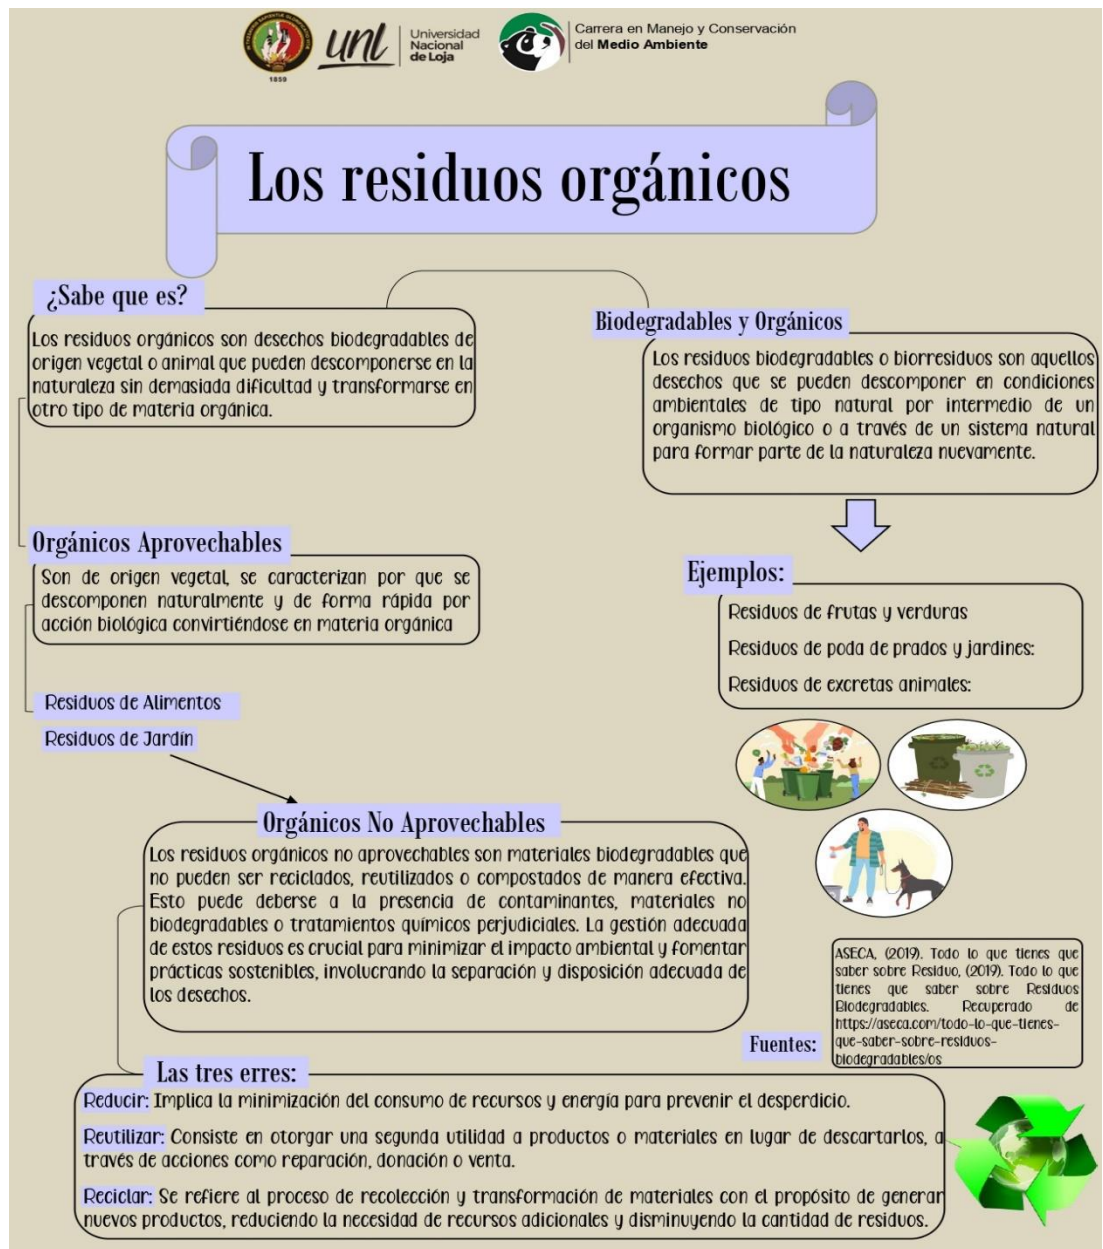 1859
unl
Universidad
Nacional
de Loja
Carrera en Manejo y Conservación
del Medio Ambiente
Los residuos orgánicos
¿Sabe que es?
Los residuos orgánicos son desechos biodegradables de
origen vegetal o animal que pueden descomponerse en la
naturaleza sin demasiada dificultad y transformarse en
otro tipo de materia orgánica.
Biodegradables y Orgánicos
Los residuos biodegradables o biorresiduos son aquellos
desechos que se pueden descomponer en condiciones
ambientales de tipo natural por intermedio de un
organismo biológico o a través de un sistema natural
para formar parte de la naturaleza nuevamente.
Orgánicos Aprovechables
Son de origen vegetal, se caracterizan por que se
descomponen naturalmente y de forma rápida por
acción biológica convirtiéndose en materia orgánica
Residuos de Alimentos
Residuos de Jardín
Ejemplos:
Residuos de frutas y verduras
Residuos de poda de prados y jardines:
Residuos de excretas animales:
Orgánicos No Aprovechables
Los residuos orgánicos no aprovechables son materiales biodegradables que
no pueden ser reciclados, reutilizados o compostados de manera efectiva.
Esto puede deberse a la presencia de contaminantes, materiales no
biodegradables o tratamientos químicos perjudiciales. La gestión adecuada
de estos residuos es crucial para minimizar el impacto ambiental y fomentar
prácticas sostenibles, involucrando la separación y disposición adecuada de
los desechos.
Fuentes:
ASECA, (2019). Todo lo que tienes que
saber sobre Residuo, (2019). Todo lo que
tienes que saber sobre Residuos
Biodegradables. Recuperado de
https://aseca.com/todo-lo-que-tienes-
que-saber-sobre-residuos-
biodegradables/os
Las tres erres:
Reducir: Implica la minimización del consumo de recursos y energía para prevenir el desperdicio.
Reutilizar: Consiste en otorgar una segunda utilidad a productos o materiales en lugar de descartarlos, a
través de acciones como reparación, donación o venta.
Reciclar: Se refiere al proceso de recolección y transformación de materiales con el propósito de generar
nuevos productos, reduciendo la necesidad de recursos adicionales y disminuyendo la cantidad de residuos.